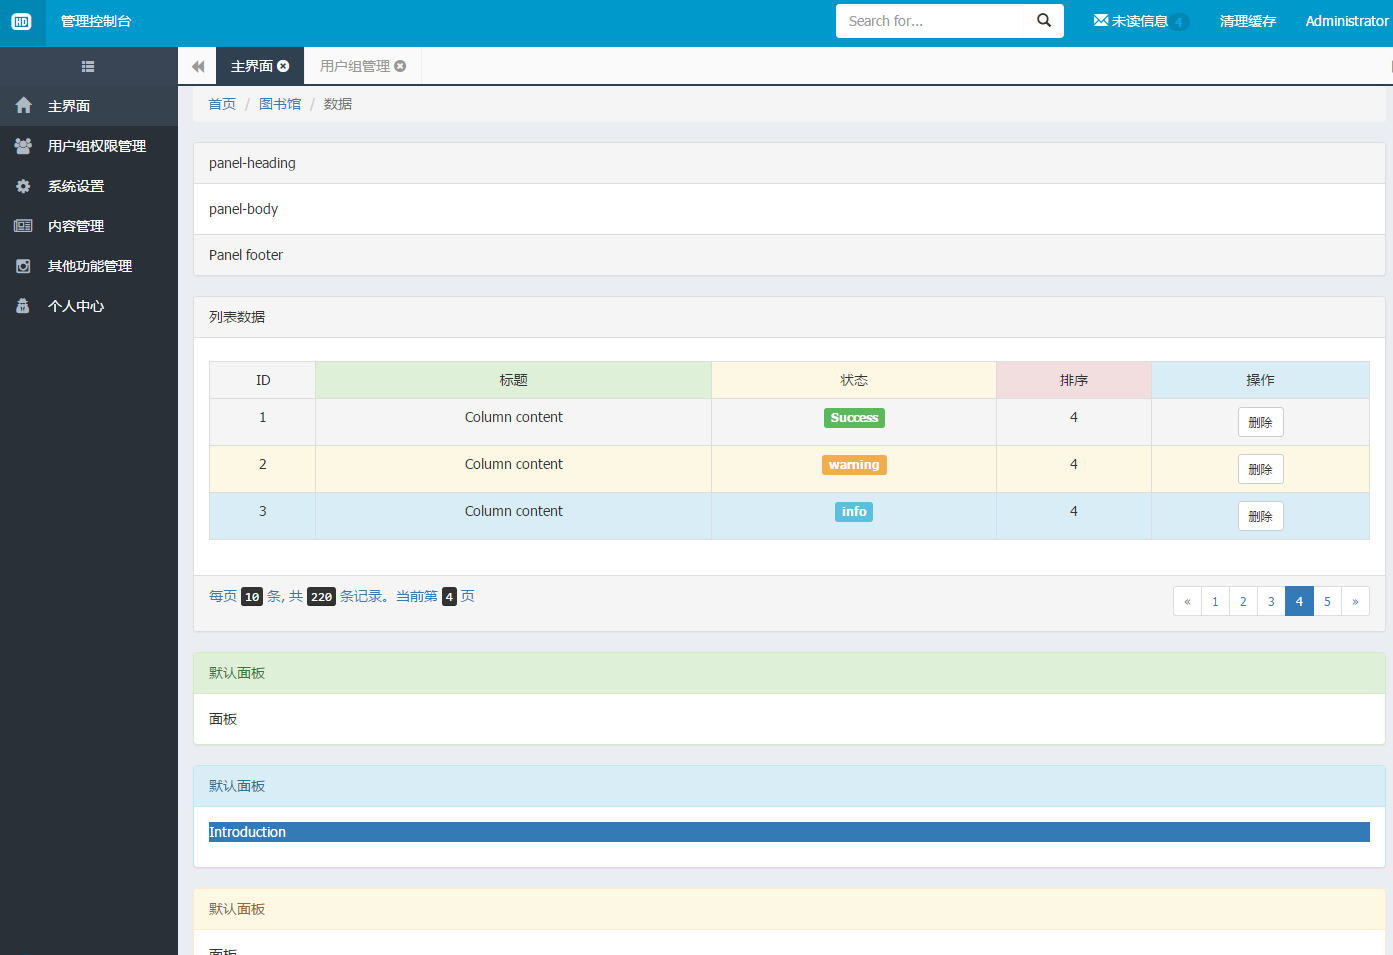 HD 管理控制台 Search for... 未读信息 4 清理缓存 Administrator
主界面 用户组管理
主界面
用户组权限管理
系统设置
内容管理
其他功能管理
个人中心
首页 / 图书馆 / 数据
panel-heading
panel-body
Panel footer
列表数据
ID 标题 状态 排序 操作
1 Column content Success 4 删除
2 Column content warning 4 删除
3 Column content info 4 删除
每页 10 条, 共 220 条记录。当前第 4 页 « 1 2 3 4 5 »
默认面板
面板
默认面板
Introduction
默认面板
面板